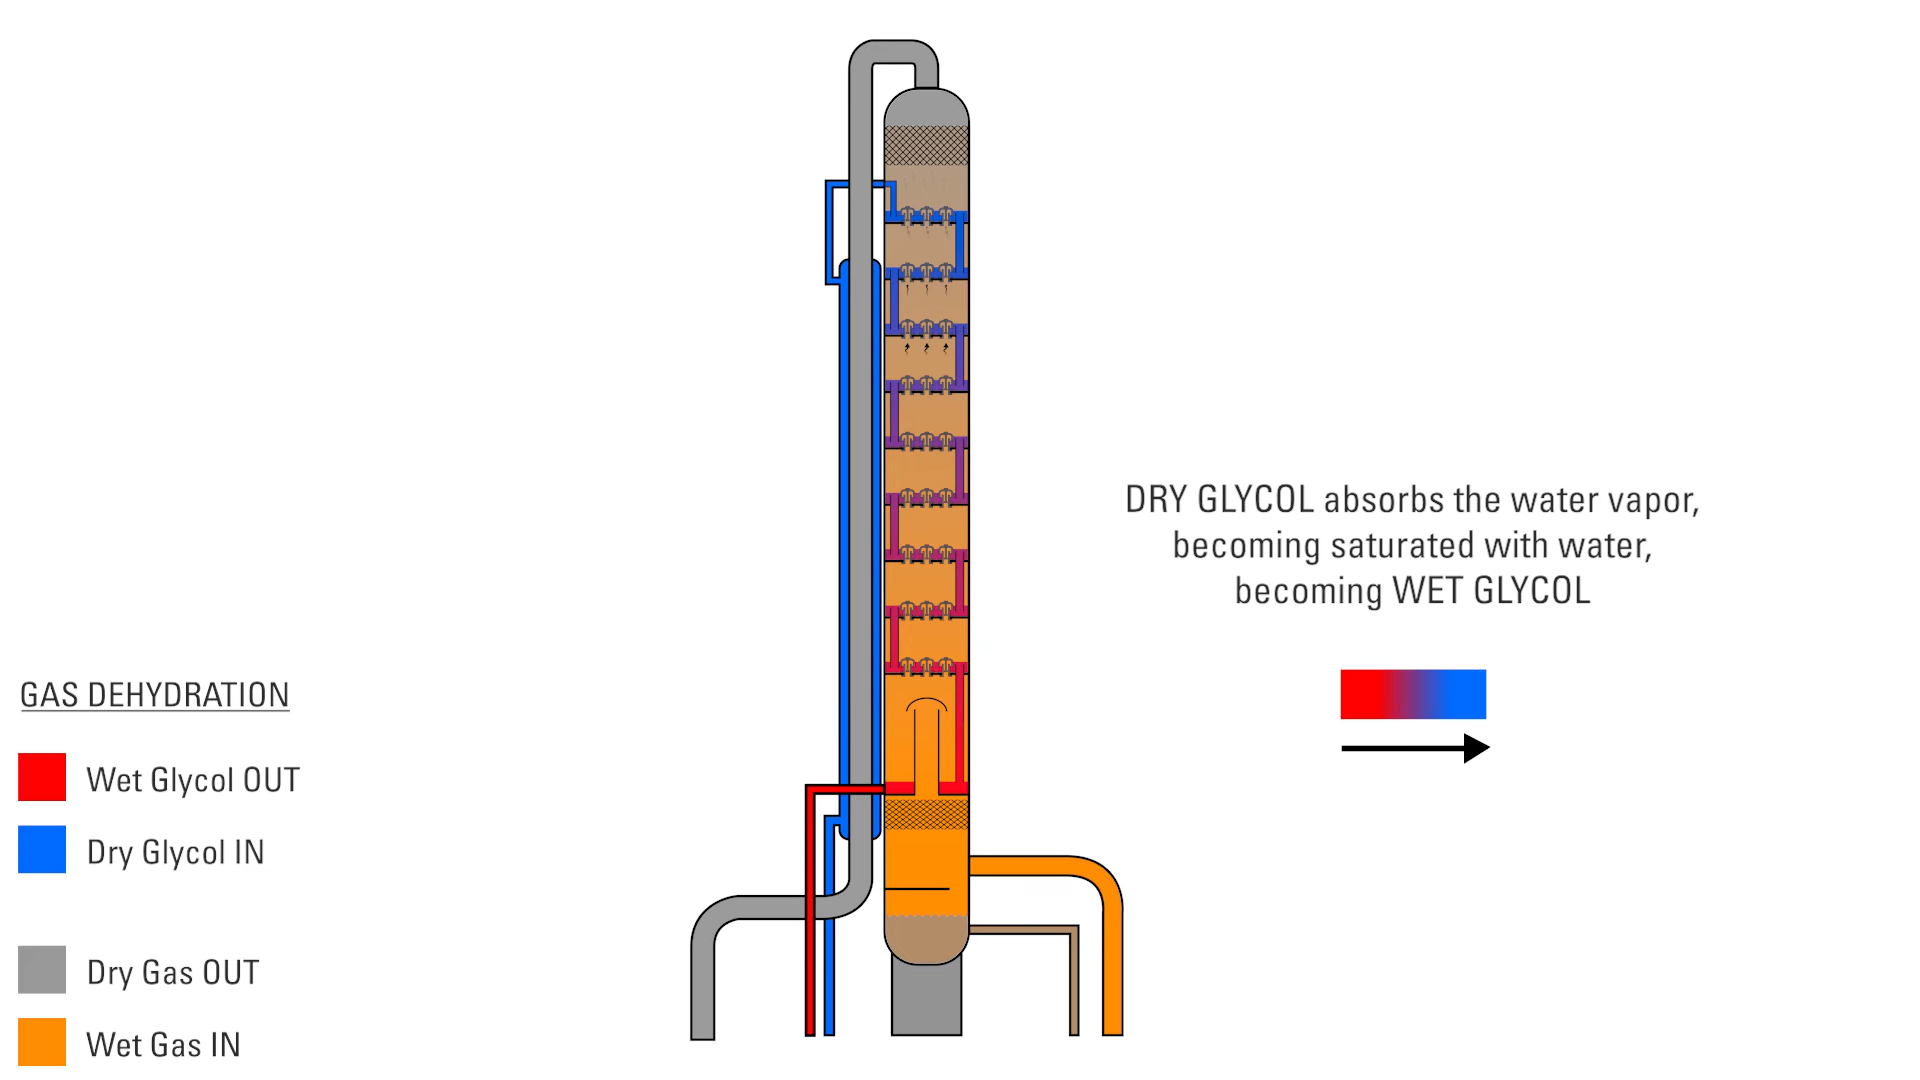 DRY GLYCOL absorbs the water vapor,
becoming saturated with water,
becoming WET GLYCOL
GAS DEHYDRATION
Wet Glycol OUT
Dry Glycol IN
Dry Gas OUT
Wet Gas IN